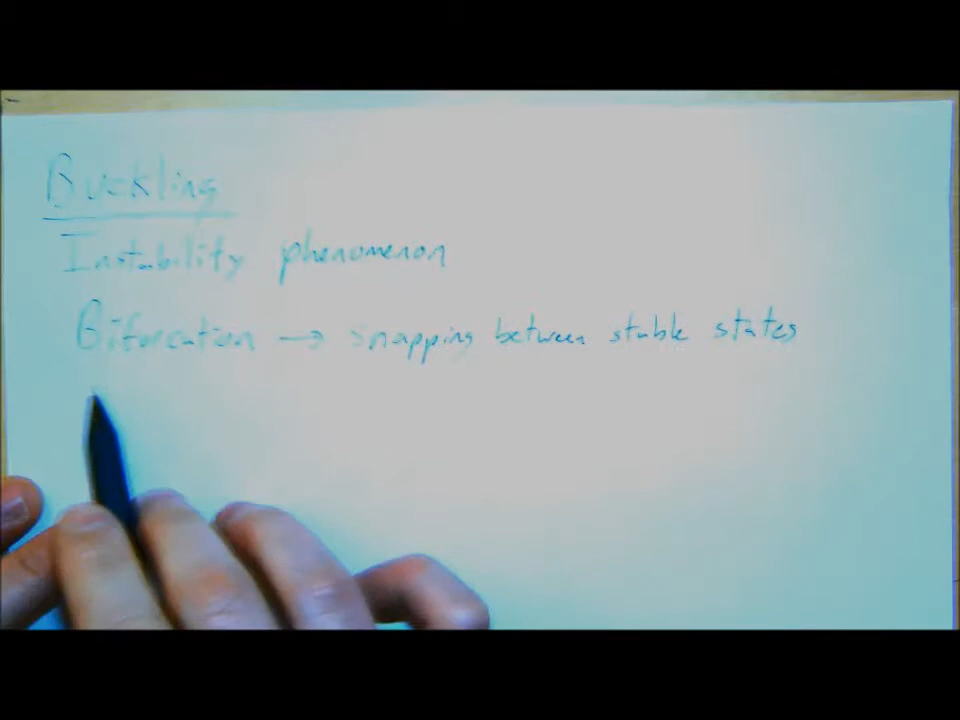 Buckling
Instability phenomenon
Bifurcation → snapping between stable states